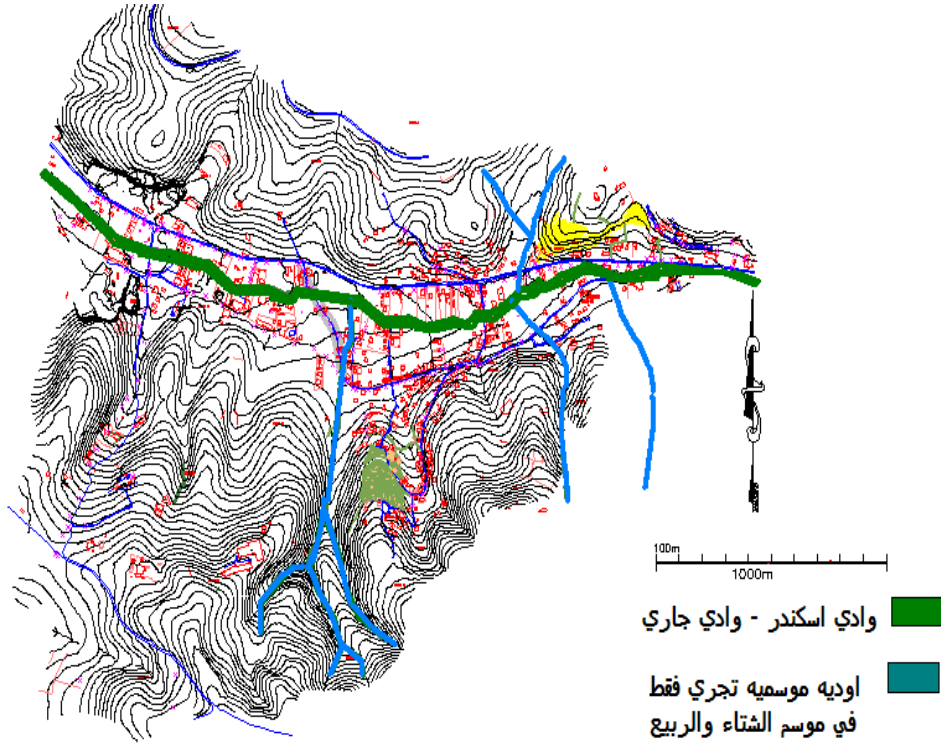 100m
1000m
وادي اسكندر - وادي جاري
اوديه موسميه تجري فقط
في موسم الشتاء والربيع